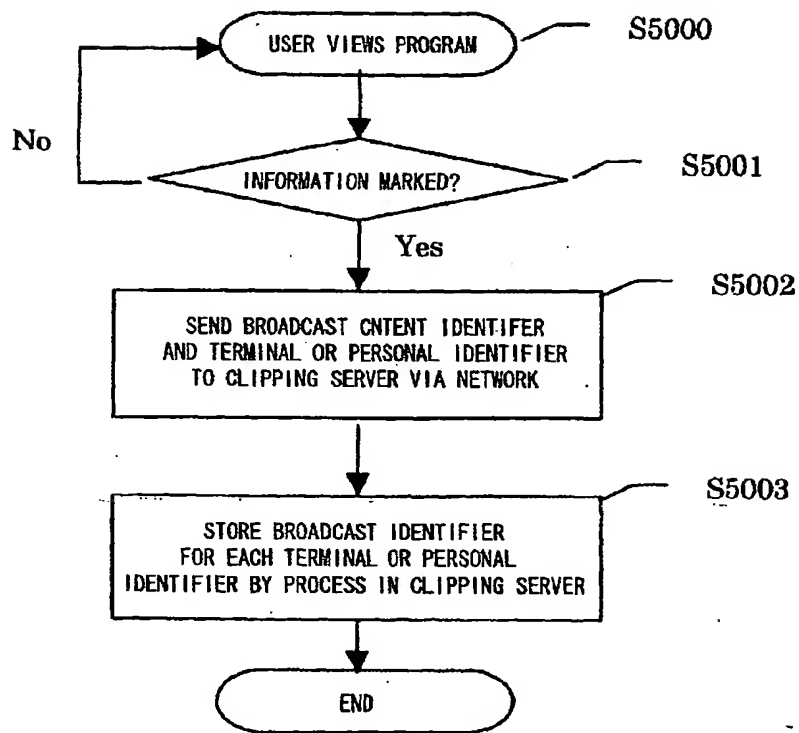 USER VIEWS PROGRAM
S5000
No
INFORMATION MARKED?
S5001
Yes
S5002
SEND BROADCAST CNTENT IDENTIFER
AND TERMINAL OR PERSONAL IDENTIFIER
TO CLIPPING SERVER VIA NETWORK
S5003
STORE BROADCAST IDENTIFIER
FOR EACH TERMINAL OR PERSONAL
IDENTIFIER BY PROCESS IN CLIPPING SERVER
END